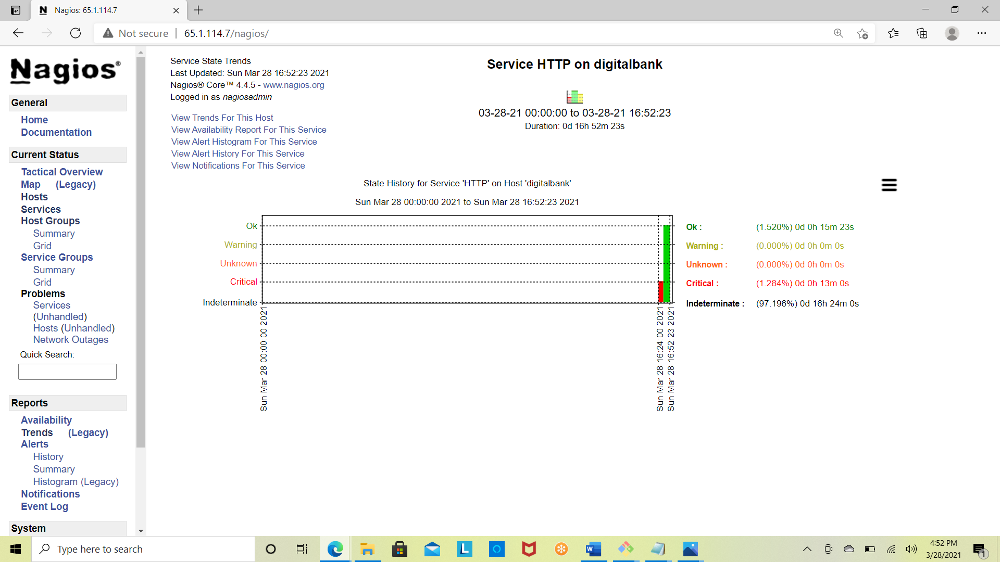 Nagios: 65.1.114.7
Not secure
65.1.114.7/nagios/
Nagios®
General
Home
Documentation
Current Status
Tactical Overview
Map (Legacy)
Hosts
Services
Host Groups
Summary
Grid
Service Groups
Summary
Grid
Problems
Services
(Unhandled)
Hosts (Unhandled)
Network Outages
Quick Search:
Reports
Availability
Trends (Legacy)
Alerts
History
Summary
Histogram (Legacy)
Notifications
Event Log
System
Service State Trends
Last Updated: Sun Mar 28 16:52:23 2021
Nagios® Core™ 4.4.5 - www.nagios.org
Logged in as nagiosadmin
View Trends For This Host
View Availability Report For This Service
View Alert Histogram For This Service
View Alert History For This Service
View Notifications For This Service
Service HTTP on digitalbank
03-28-21 00:00:00 to 03-28-21 16:52:23
Duration: 0d 16h 52m 23s
State History for Service 'HTTP' on Host 'digitalbank'
Sun Mar 28 00:00:00 2021 to Sun Mar 28 16:52:23 2021
Ok
Warning
Unknown
Critical
Indeterminate
Sun Mar 28 00:00:00 2021
Sun Mar 28 16:24:00 2021
Sun Mar 28 16:52:23 2021
Ok : (1.520%) 0d 0h 15m 23s
Warning : (0.000%) 0d 0h 0m 0s
Unknown : (0.000%) 0d 0h 0m 0s
Critical : (1.284%) 0d 0h 13m 0s
Indeterminate : (97.196%) 0d 16h 24m 0s
Type here to search
L
W
4:52 PM
3/28/2021
1